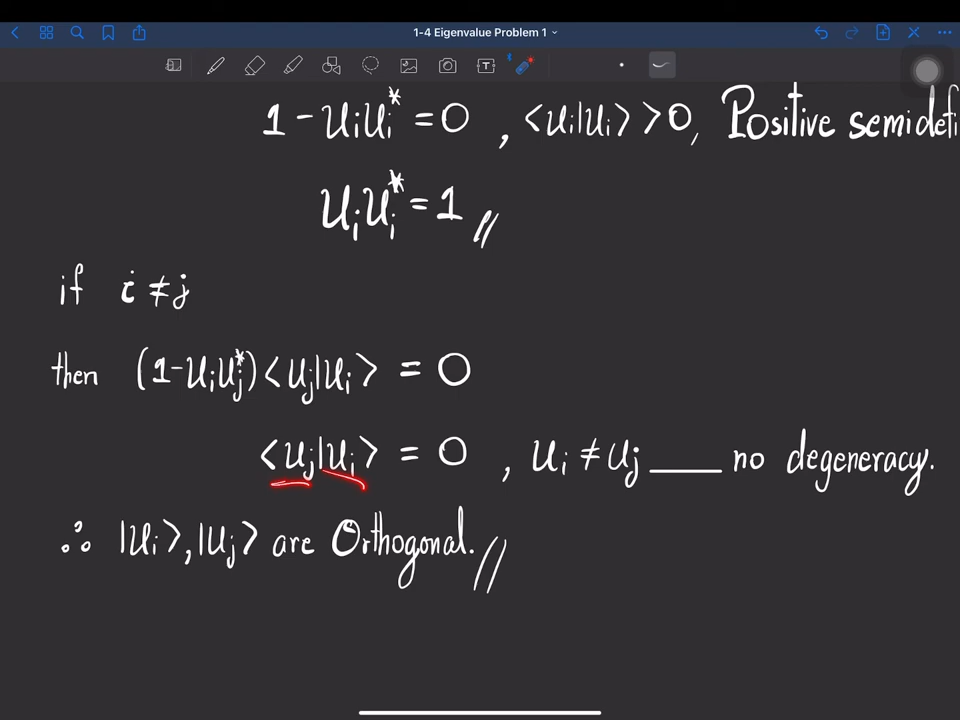 1-4 Eigenvalue Problem 1
1 - uᵢuᵢ* = 0 , <uᵢ|uᵢ> > 0, Positive semidefi
uᵢuᵢ* = 1 //
if i ≠ j
then (1 - uᵢuⱼ*) <uⱼ|uᵢ> = 0
<uⱼ|uᵢ> = 0 , uᵢ ≠ uⱼ ___ no degeneracy.
∴ |uᵢ>, |uⱼ> are Orthogonal. //